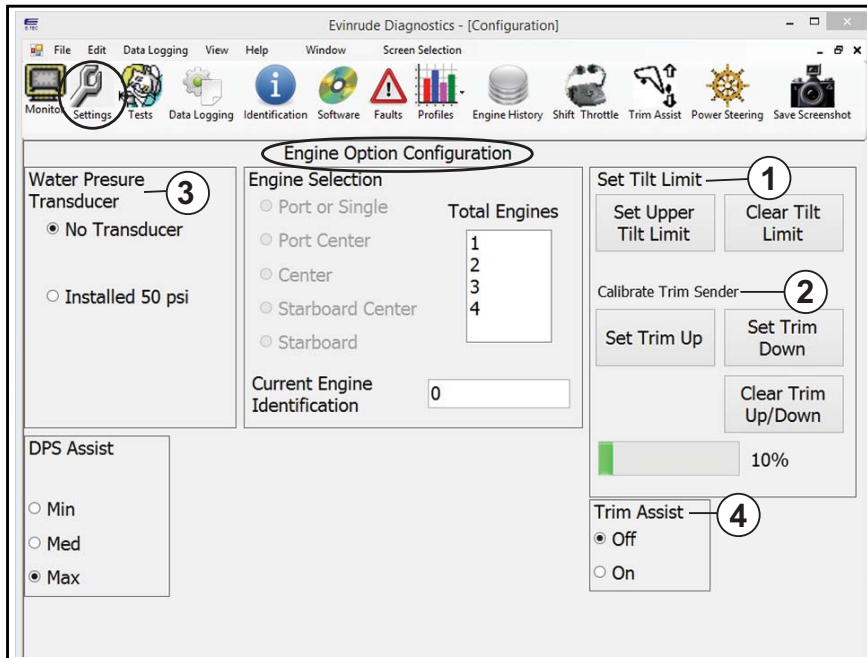 E-TEC
Evinrude Diagnostics - [Configuration]
File Edit Data Logging View Help Window Screen Selection
Monitor Settings Tests Data Logging Identification Software Faults Profiles Engine History Shift Throttle Trim Assist Power Steering Save Screenshot
Engine Option Configuration
Water Presure
Transducer
3
No Transducer
Installed 50 psi
Engine Selection
Port or Single
Port Center
Center
Starboard Center
Starboard
Total Engines
1
2
3
4
Current Engine
Identification
0
Set Tilt Limit
1
Set Upper
Tilt Limit
Clear Tilt
Limit
Calibrate Trim Sender
2
Set Trim Up
Set Trim
Down
Clear Trim
Up/Down
10%
DPS Assist
Min
Med
Max
Trim Assist
4
Off
On